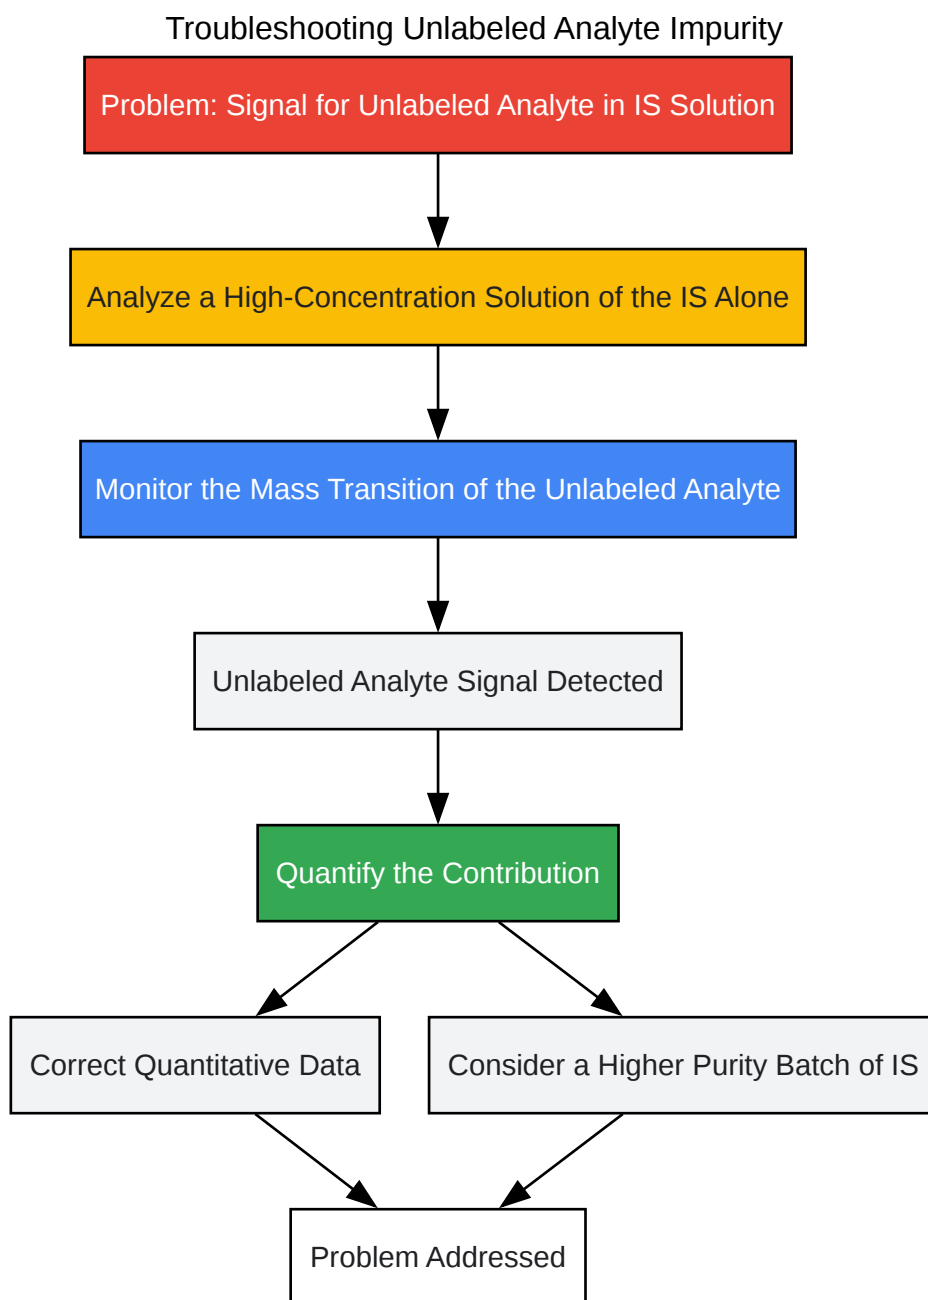 Troubleshooting Unlabeled Analyte Impurity
Problem: Signal for Unlabeled Analyte in IS Solution
Analyze a High-Concentration Solution of the IS Alone
Monitor the Mass Transition of the Unlabeled Analyte
Unlabeled Analyte Signal Detected
Quantify the Contribution
Correct Quantitative Data
Consider a Higher Purity Batch of IS
Problem Addressed